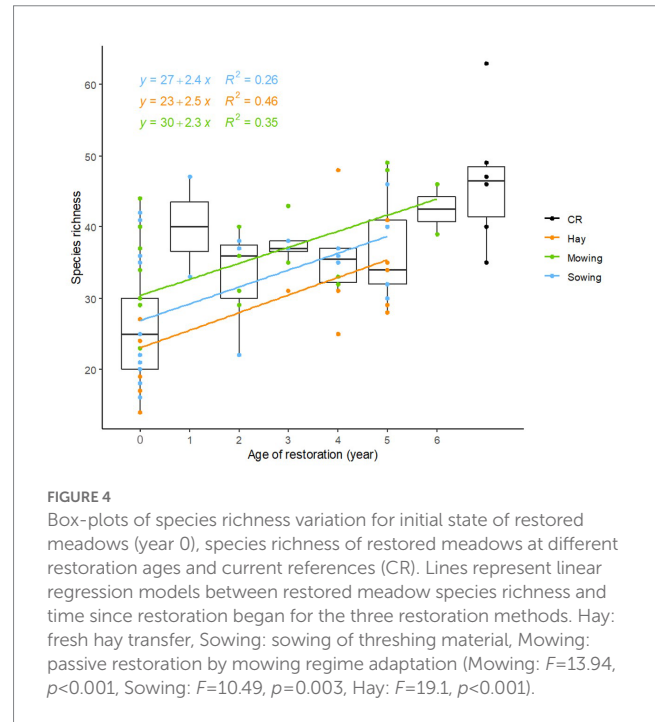 y = 27+2.4 x R² = 0.26
y = 23+2.5 x R² = 0.46
y = 30+2.3 x R² = 0.35
60
50
40
30
20
Species richness
0 1 2 3 4 5 6
Age of restoration (year)
CR
Hay
Mowing
Sowing
FIGURE 4
Box-plots of species richness variation for initial state of restored
meadows (year 0), species richness of restored meadows at different
restoration ages and current references (CR). Lines represent linear
regression models between restored meadow species richness and
time since restoration began for the three restoration methods. Hay:
fresh hay transfer, Sowing: sowing of threshing material, Mowing:
passive restoration by mowing regime adaptation (Mowing: F=13.94,
p<0.001, Sowing: F=10.49, p=0.003, Hay: F=19.1, p<0.001).